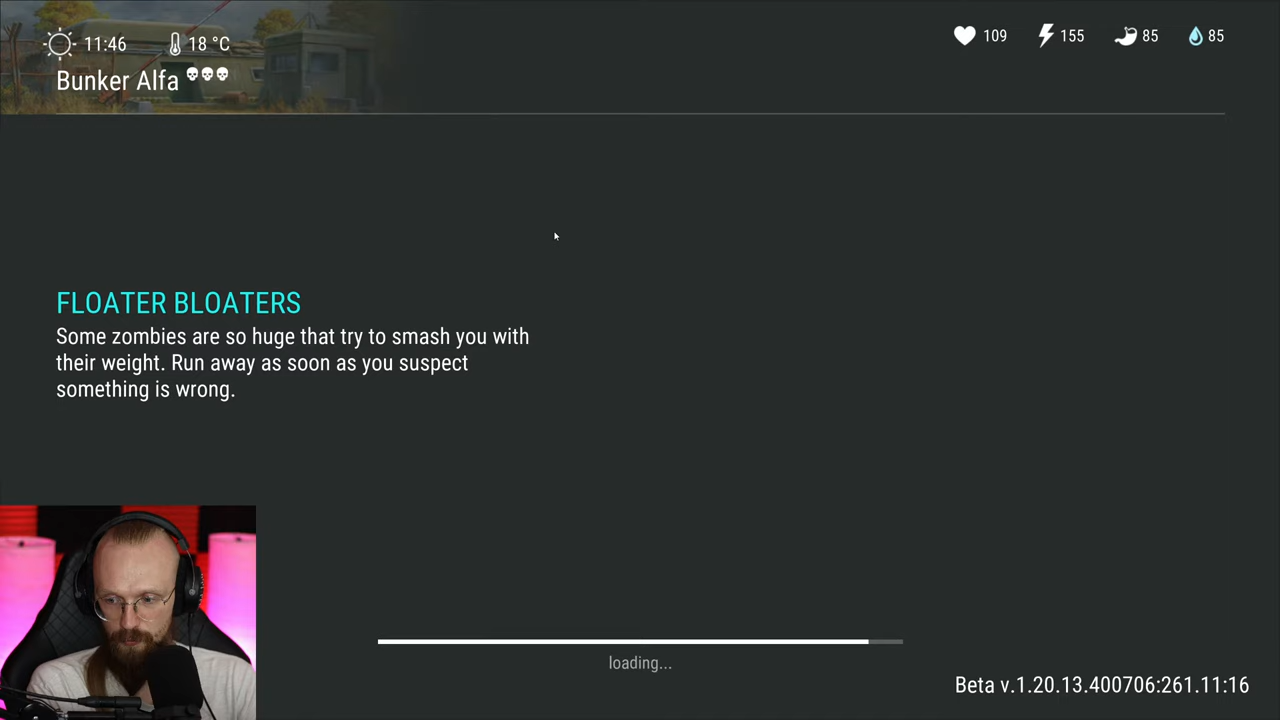 11:46 18 °C
109 155 85 85
Bunker Alfa
FLOATER BLOATERS
Some zombies are so huge that try to smash you with
their weight. Run away as soon as you suspect
something is wrong.
loading...
Beta v.1.20.13.400706:261.11:16